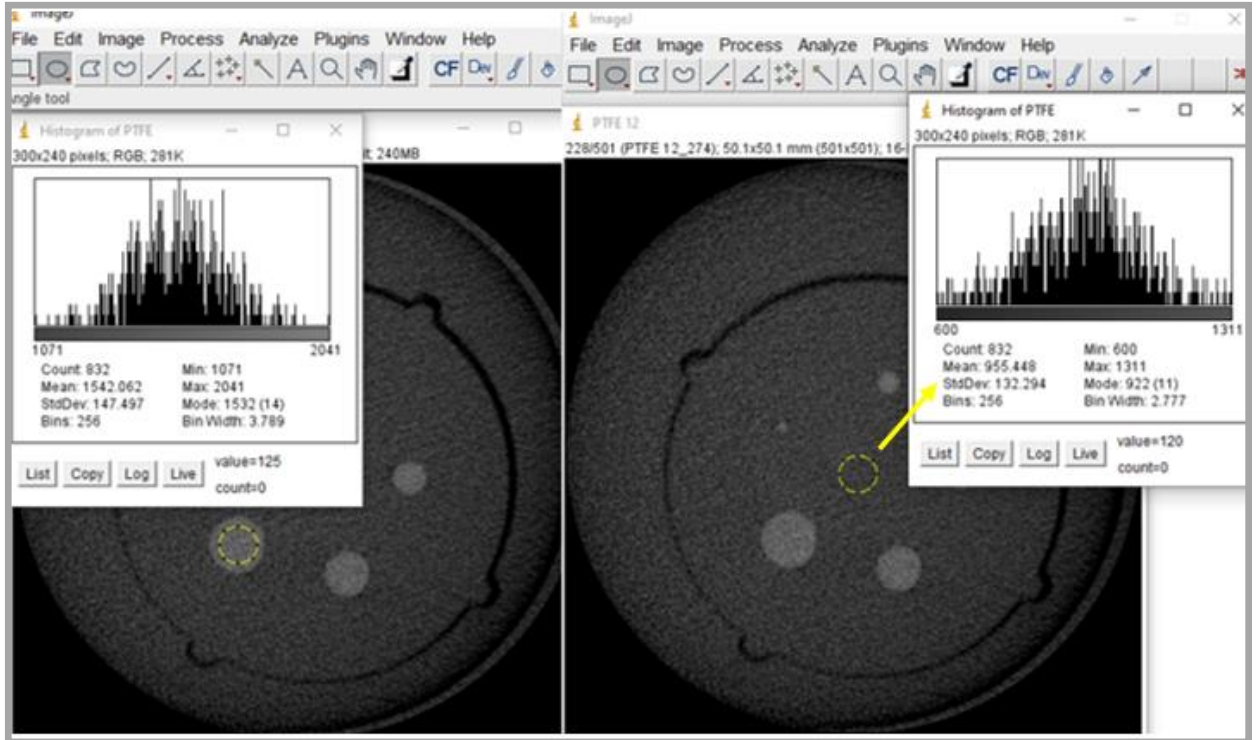 ImageJ
File Edit Image Process Analyze Plugins Window Help
CF Dev
ngle tool
Histogram of PTFE
300x240 pixels; RGB; 281K
it: 240MB
1071 2041
Count: 832 Min: 1071
Mean: 1542.062 Max: 2041
StdDev: 147.497 Mode: 1532 (14)
Bins: 256 Bin Width: 3.789
List Copy Log Live value=125
count=0
ImageJ
File Edit Image Process Analyze Plugins Window Help
CF Dev
PTFE 12
228/501 (PTFE 12_274); 50.1x50.1 mm (501x501); 16-
Histogram of PTFE
300x240 pixels; RGB; 281K
600 1311
Count: 832 Min: 600
Mean: 955.448 Max: 1311
StdDev: 132.294 Mode: 922 (11)
Bins: 256 Bin Width: 2.777
List Copy Log Live value=120
count=0